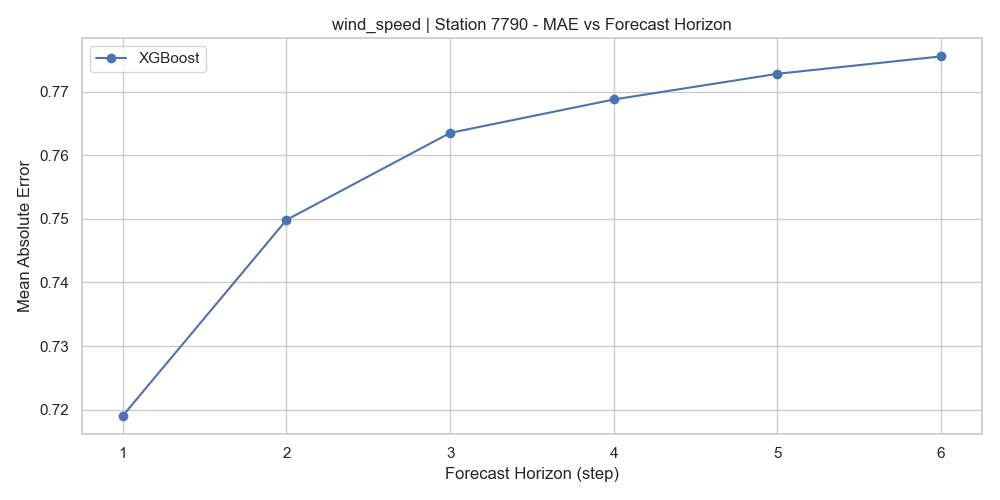 wind_speed | Station 7790 - MAE vs Forecast Horizon
XGBoost
Mean Absolute Error
0.77
0.76
0.75
0.74
0.73
0.72
1 2 3 4 5 6
Forecast Horizon (step)